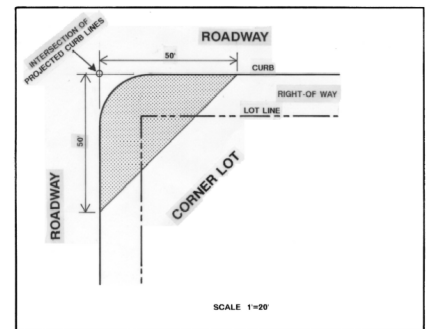 INTERSECTION OF
PROJECTED CURB LINES
50'
ROADWAY
CURB
RIGHT-OF WAY
LOT LINE
50'
ROADWAY
CORNER LOT
SCALE 1'=20'